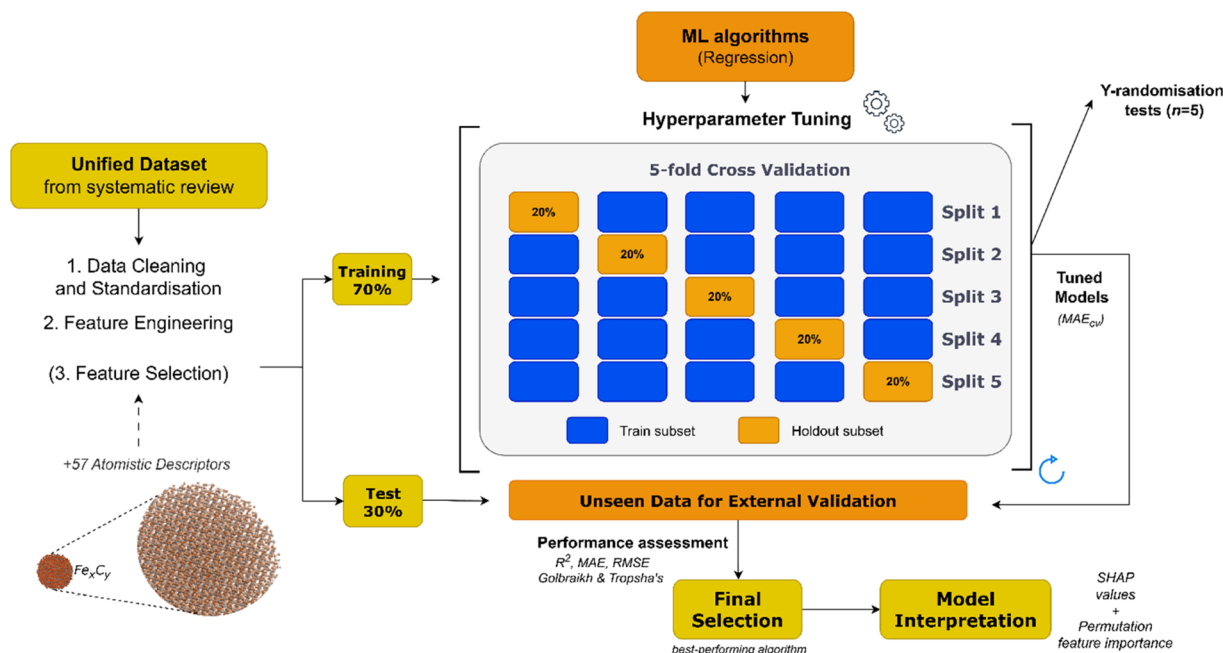 ML algorithms
(Regression)
Hyperparameter Tuning
Y-randomisation
tests (n=5)
Unified Dataset
from systematic review
1. Data Cleaning
and Standardisation
2. Feature Engineering
(3. Feature Selection)
+57 Atomistic Descriptors
FeₓCᵧ
Training
70%
Test
30%
5-fold Cross Validation
20% Split 1
20% Split 2
20% Split 3
20% Split 4
20% Split 5
Train subset
Holdout subset
Tuned
Models
(MAEcv)
Unseen Data for External Validation
Performance assessment
R², MAE, RMSE
Golbraikh & Tropsha's
Final
Selection
best-performing algorithm
Model
Interpretation
SHAP
values
+
Permutation
feature importance